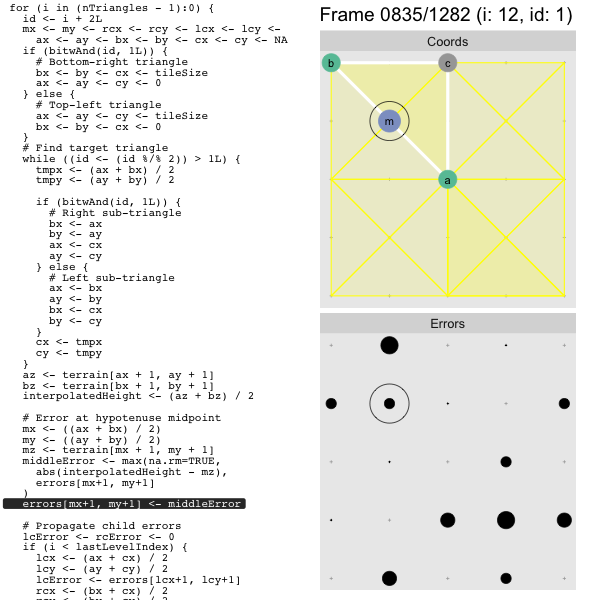 for (i in (nTriangles - 1):0) {
  id <- i + 2L
  mx <- my <- rcx <- rcy <- lcx <- lcy <-
    ax <- ay <- bx <- by <- cx <- cy <- NA
  if (bitwAnd(id, 1L)) {
    # Bottom-right triangle
    bx <- by <- cx <- tileSize
    ax <- ay <- cy <- 0
  } else {
    # Top-left triangle
    ax <- ay <- cy <- tileSize
    bx <- by <- cx <- 0
  }
  # Find target triangle
  while ((id <- (id %/% 2)) > 1L) {
    tmpx <- (ax + bx) / 2
    tmpy <- (ay + by) / 2

    if (bitwAnd(id, 1L)) {
      # Right sub-triangle
      bx <- ax
      by <- ay
      ax <- cx
      ay <- cy
    } else {
      # Left sub-triangle
      ax <- bx
      ay <- by
      bx <- cx
      by <- cy
    }
    cx <- tmpx
    cy <- tmpy
  }
  az <- terrain[ax + 1, ay + 1]
  bz <- terrain[bx + 1, by + 1]
  interpolatedHeight <- (az + bz) / 2

  # Error at hypotenuse midpoint
  mx <- ((ax + bx) / 2)
  my <- ((ay + by) / 2)
  mz <- terrain[mx + 1, my + 1]
  middleError <- max(na.rm=TRUE,
    abs(interpolatedHeight - mz),
    errors[mx+1, my+1]
  )
  errors[mx+1, my+1] <- middleError

  # Propagate child errors
  lcError <- rcError <- 0
  if (i < lastLevelIndex) {
    lcx <- (ax + cx) / 2
    lcy <- (ay + cy) / 2
    lcError <- errors[lcx+1, lcy+1]
    rcx <- (bx + cx) / 2
Frame 0835/1282 (i: 12, id: 1)
Coords
b
c
m
a
Errors